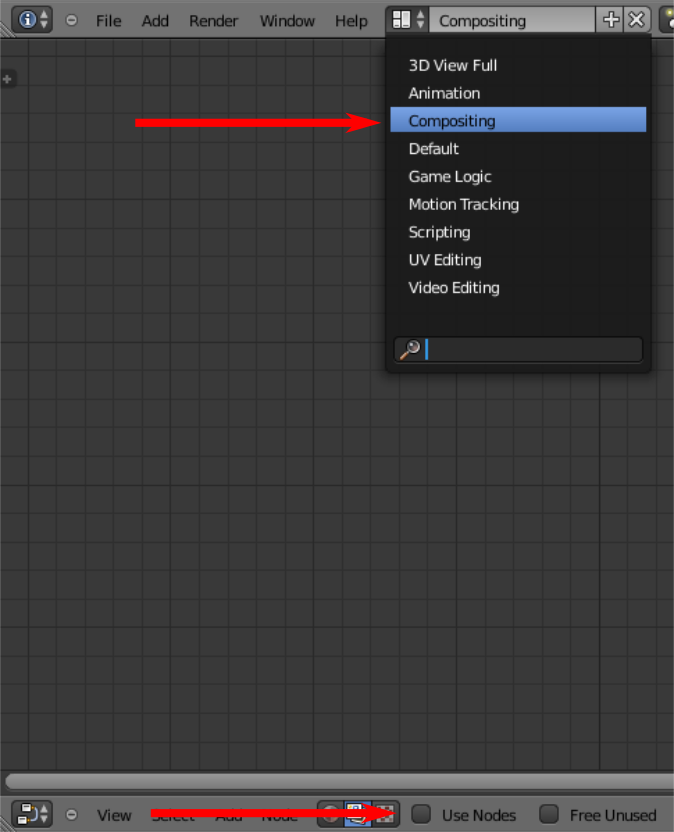 File Add Render Window Help Compositing
3D View Full
Animation
Compositing
Default
Game Logic
Motion Tracking
Scripting
UV Editing
Video Editing
View Select Add Node Use Nodes Free Unused